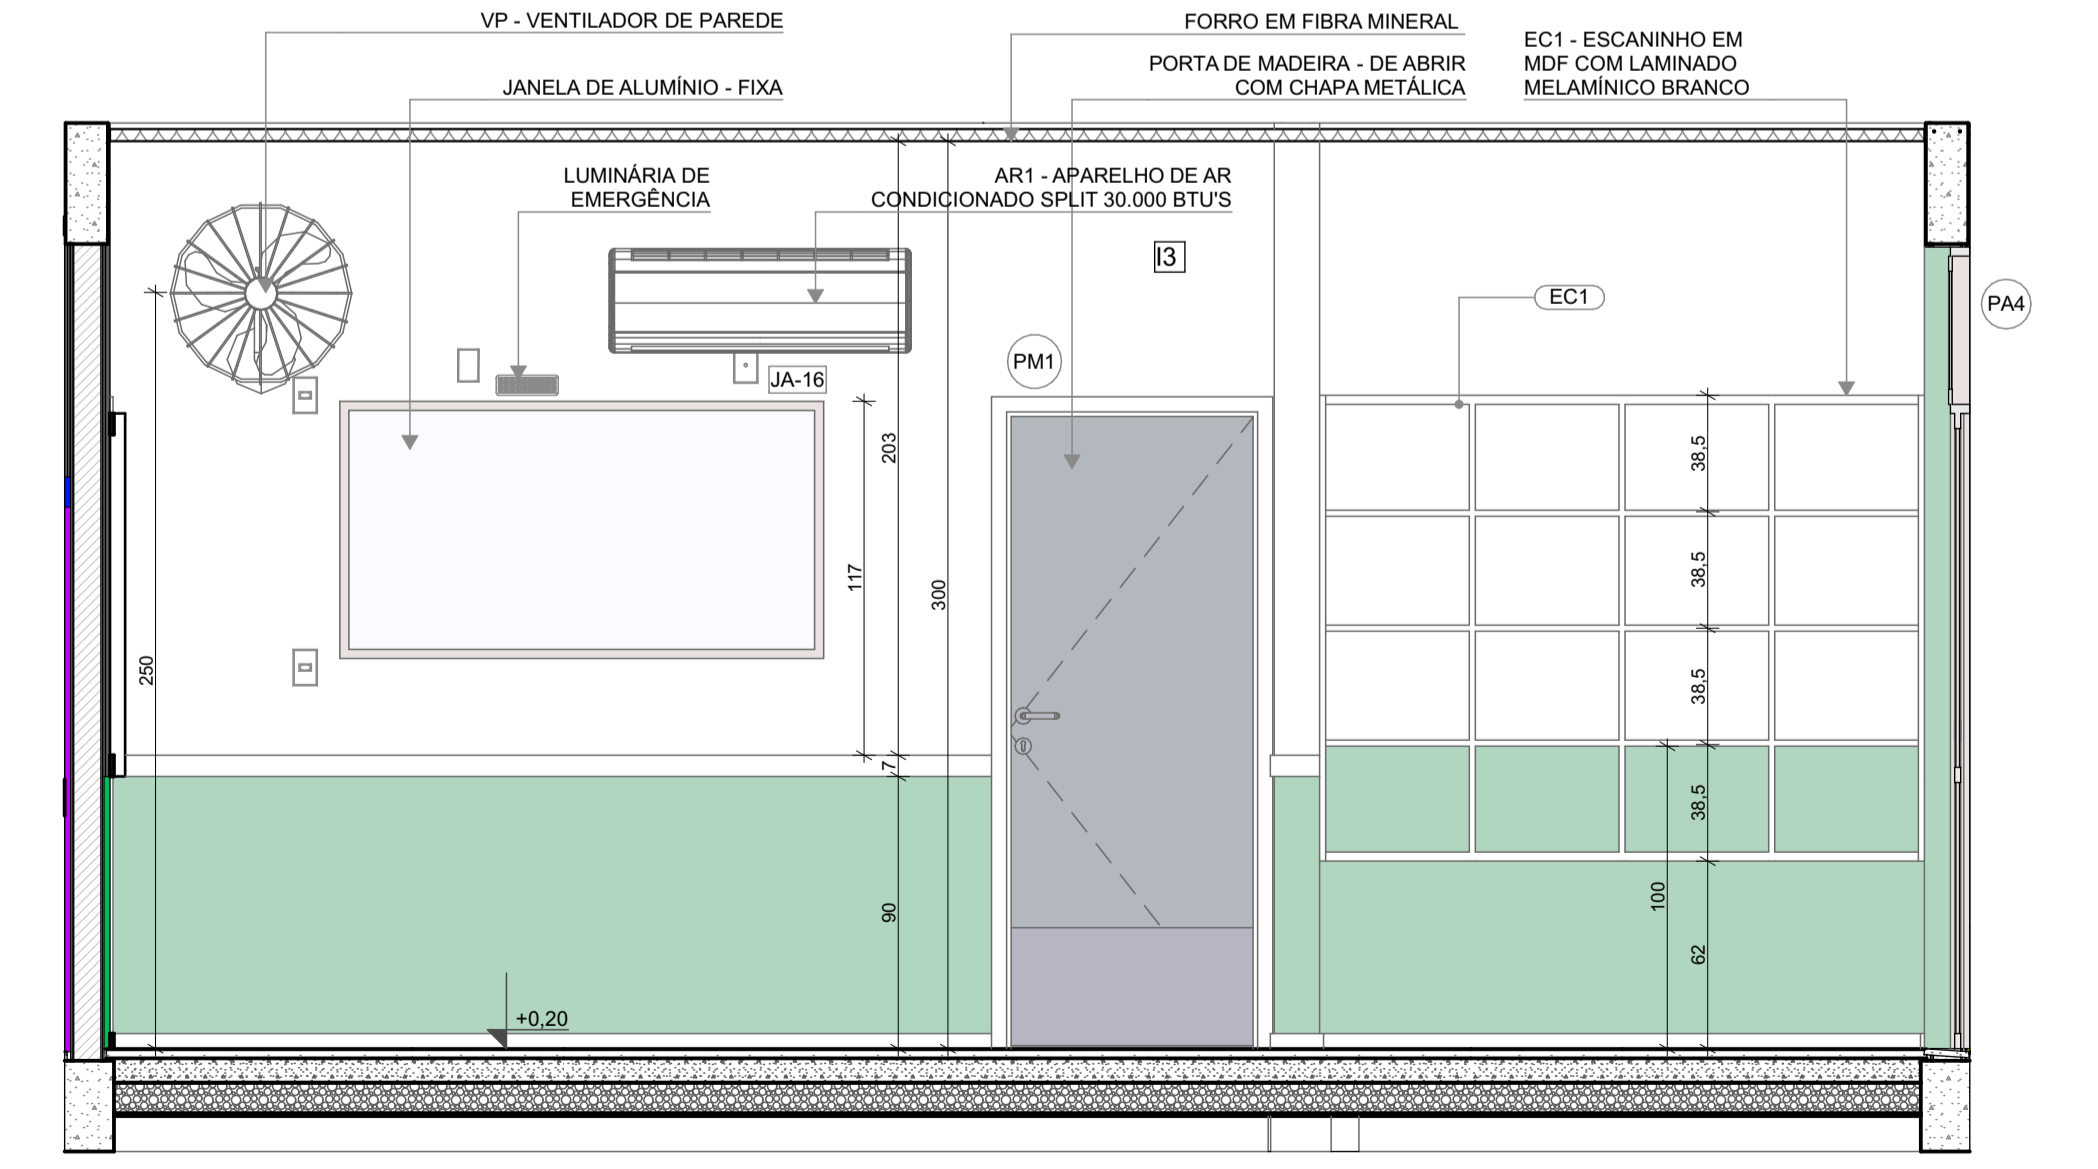 VP - VENTILADOR DE PAREDE
FORRO EM FIBRA MINERAL
EC1 - ESCANINHO EM
MDF COM LAMINADO
MELAMÍNICO BRANCO
JANELA DE ALUMÍNIO - FIXA
PORTA DE MADEIRA - DE ABRIR
COM CHAPA METÁLICA
LUMINÁRIA DE
EMERGÊNCIA
AR1 - APARELHO DE AR
CONDICIONADO SPLIT 30.000 BTU'S
I3
EC1
PA4
PM1
JA-16
203
38,5
117
300
38,5
250
38,5
7
38,5
90
100
62
+0,20